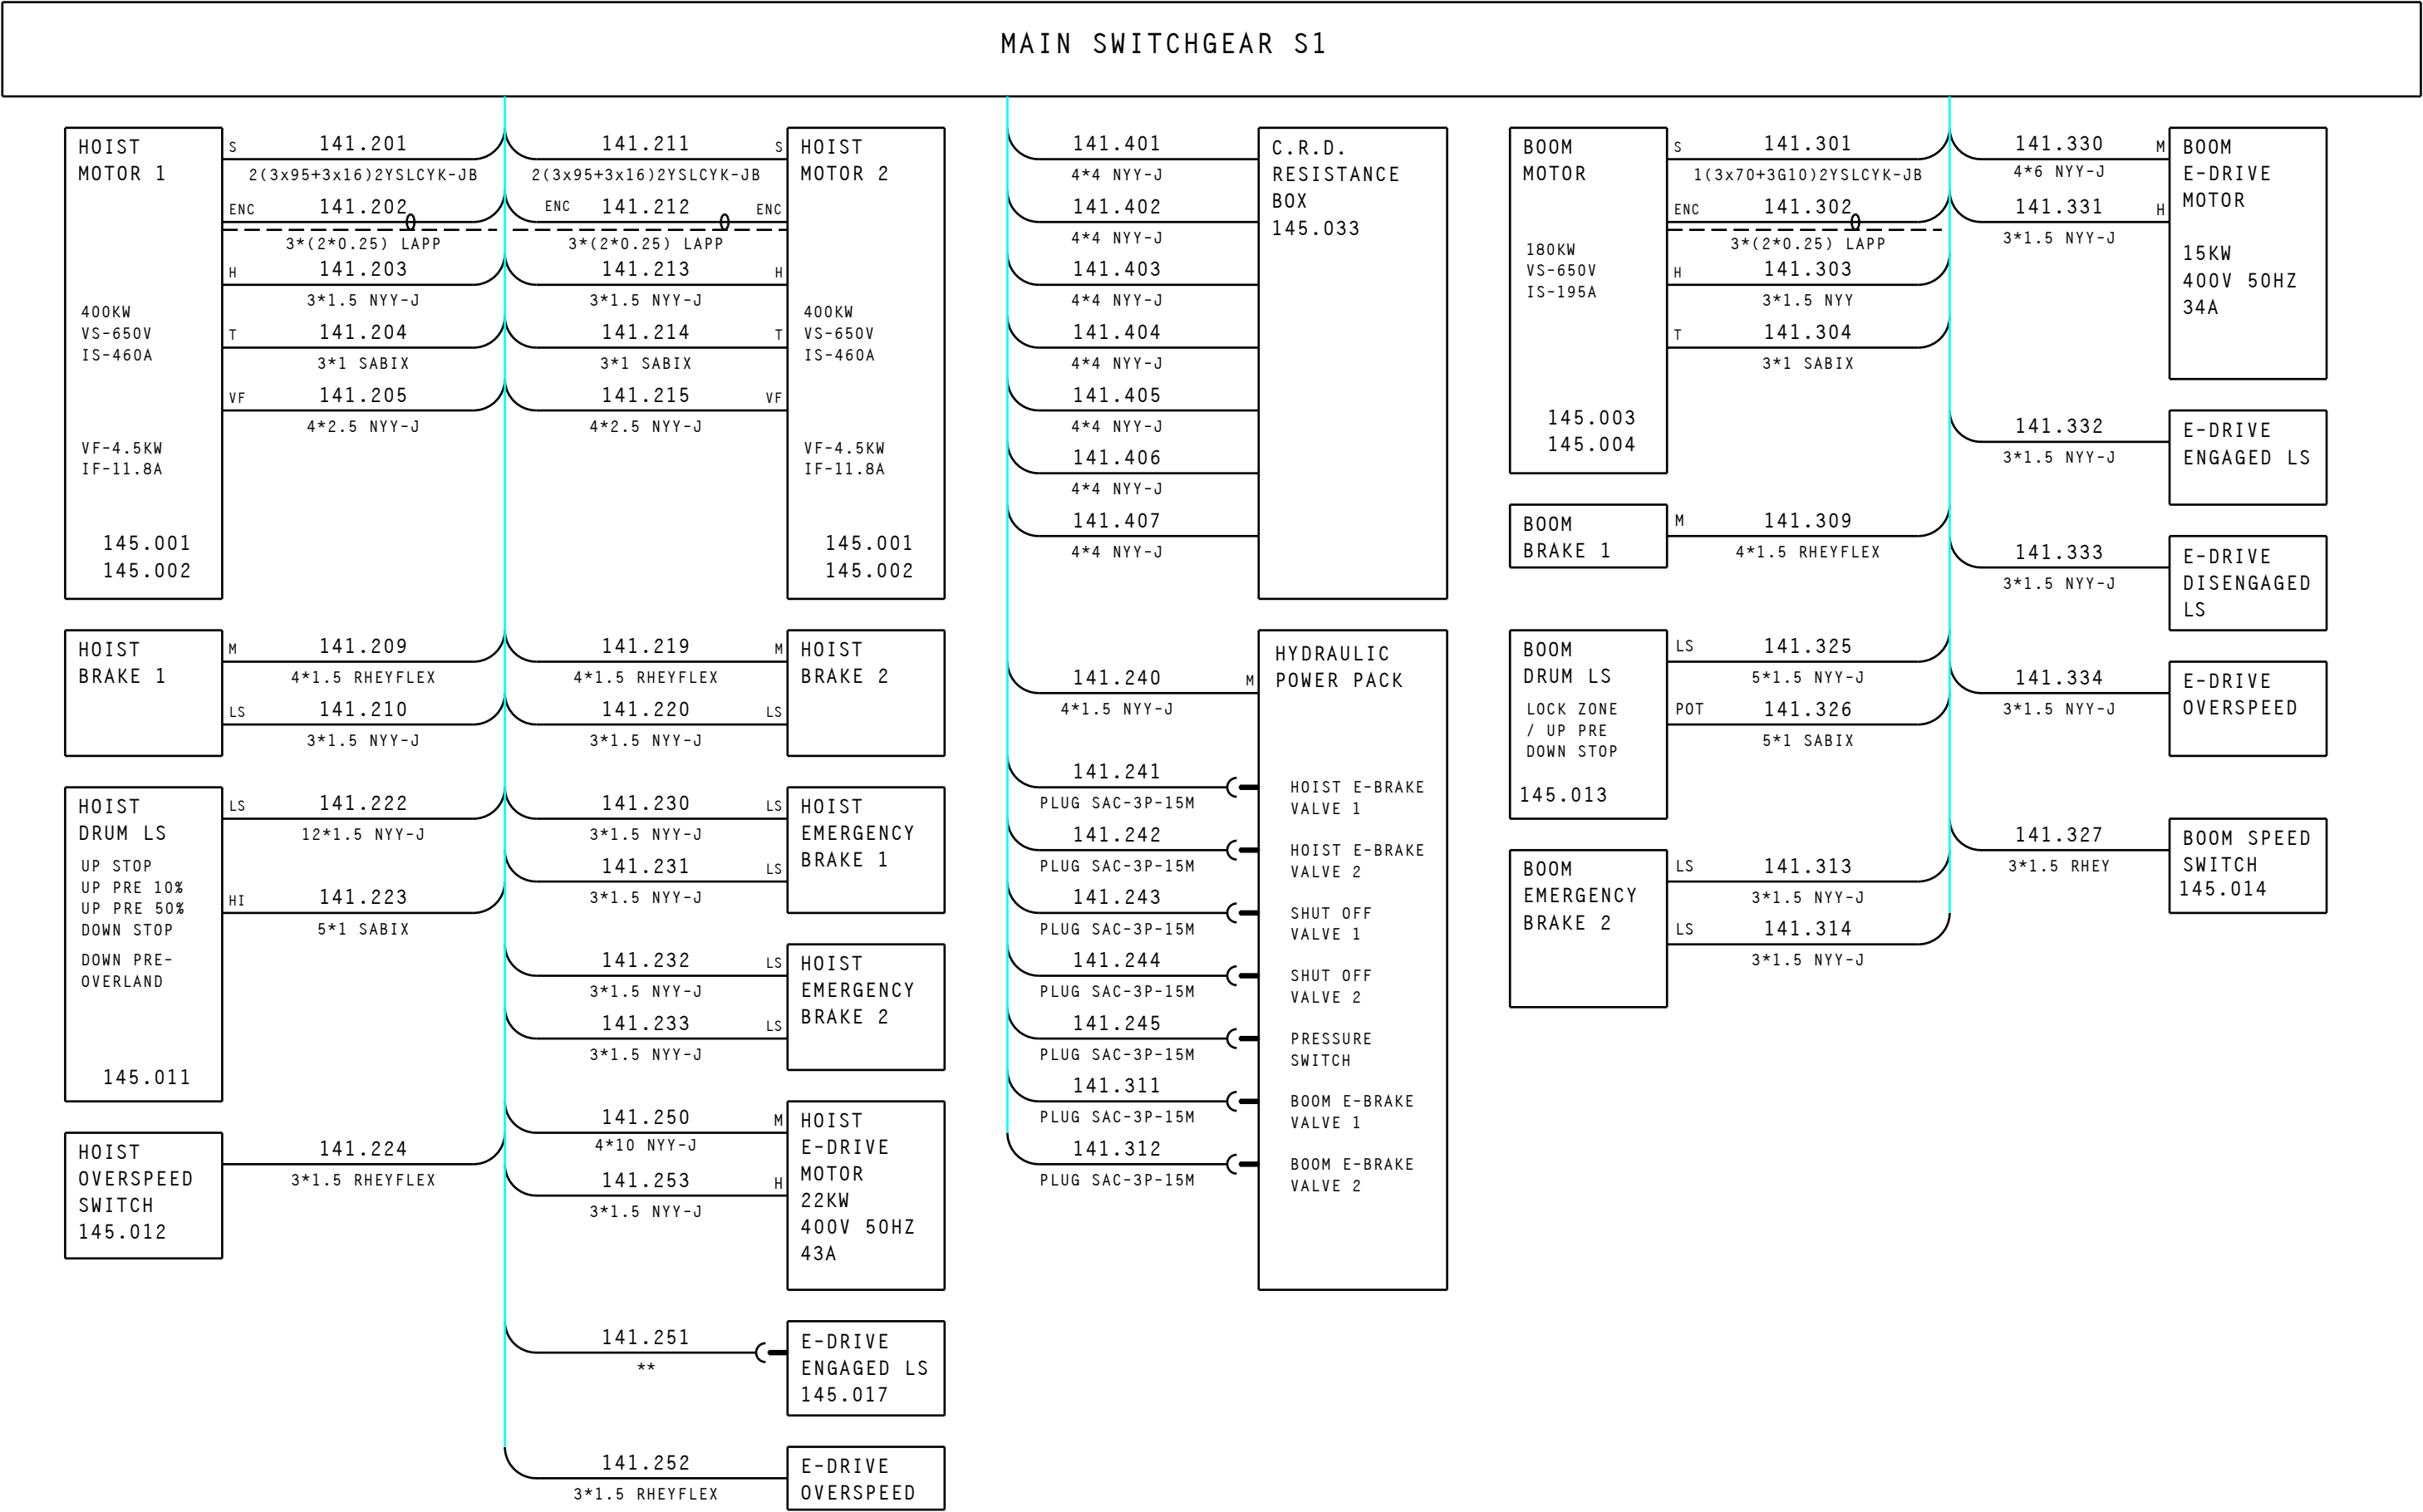 MAIN SWITCHGEAR S1
HOIST
MOTOR 1
400KW
VS-650V
IS-460A
VF-4.5KW
IF-11.8A
145.001
145.002
S
141.201
2(3x95+3x16)2YSLCYK-JB
ENC
141.202
3*(2*0.25) LAPP
H
141.203
3*1.5 NYY-J
T
141.204
3*1 SABIX
VF
141.205
4*2.5 NYY-J
HOIST
BRAKE 1
M
141.209
4*1.5 RHEYFLEX
LS
141.210
3*1.5 NYY-J
HOIST
DRUM LS
UP STOP
UP PRE 10%
UP PRE 50%
DOWN STOP
DOWN PRE-
OVERLAND
145.011
LS
141.222
12*1.5 NYY-J
HI
141.223
5*1 SABIX
HOIST
OVERSPEED
SWITCH
145.012
141.224
3*1.5 RHEYFLEX
141.211
S
2(3x95+3x16)2YSLCYK-JB
ENC
141.212
ENC
3*(2*0.25) LAPP
141.213
H
3*1.5 NYY-J
141.214
T
3*1 SABIX
141.215
VF
4*2.5 NYY-J
HOIST
MOTOR 2
400KW
VS-650V
IS-460A
VF-4.5KW
IF-11.8A
145.001
145.002
141.219
M
4*1.5 RHEYFLEX
141.220
LS
3*1.5 NYY-J
HOIST
BRAKE 2
141.230
LS
3*1.5 NYY-J
141.231
LS
3*1.5 NYY-J
HOIST
EMERGENCY
BRAKE 1
141.232
LS
3*1.5 NYY-J
141.233
LS
3*1.5 NYY-J
HOIST
EMERGENCY
BRAKE 2
141.250
M
4*10 NYY-J
141.253
H
3*1.5 NYY-J
HOIST
E-DRIVE
MOTOR
22KW
400V 50HZ
43A
141.251
**
E-DRIVE
ENGAGED LS
145.017
141.252
3*1.5 RHEYFLEX
E-DRIVE
OVERSPEED
141.401
4*4 NYY-J
141.402
4*4 NYY-J
141.403
4*4 NYY-J
141.404
4*4 NYY-J
141.405
4*4 NYY-J
141.406
4*4 NYY-J
141.407
4*4 NYY-J
C.R.D.
RESISTANCE
BOX
145.033
141.240
M
4*1.5 NYY-J
HYDRAULIC
POWER PACK
141.241
PLUG SAC-3P-15M
HOIST E-BRAKE
VALVE 1
141.242
PLUG SAC-3P-15M
HOIST E-BRAKE
VALVE 2
141.243
PLUG SAC-3P-15M
SHUT OFF
VALVE 1
141.244
PLUG SAC-3P-15M
SHUT OFF
VALVE 2
141.245
PLUG SAC-3P-15M
PRESSURE
SWITCH
141.311
PLUG SAC-3P-15M
BOOM E-BRAKE
VALVE 1
141.312
PLUG SAC-3P-15M
BOOM E-BRAKE
VALVE 2
BOOM
MOTOR
180KW
VS-650V
IS-195A
145.003
145.004
S
141.301
1(3x70+3G10)2YSLCYK-JB
ENC
141.302
3*(2*0.25) LAPP
H
141.303
3*1.5 NYY
T
141.304
3*1 SABIX
BOOM
BRAKE 1
M
141.309
4*1.5 RHEYFLEX
BOOM
DRUM LS
LOCK ZONE
/ UP PRE
DOWN STOP
145.013
LS
141.325
5*1.5 NYY-J
POT
141.326
5*1 SABIX
BOOM
EMERGENCY
BRAKE 2
LS
141.313
3*1.5 NYY-J
LS
141.314
3*1.5 NYY-J
141.330
M
4*6 NYY-J
141.331
H
3*1.5 NYY-J
BOOM
E-DRIVE
MOTOR
15KW
400V 50HZ
34A
141.332
3*1.5 NYY-J
E-DRIVE
ENGAGED LS
141.333
3*1.5 NYY-J
E-DRIVE
DISENGAGED
LS
141.334
3*1.5 NYY-J
E-DRIVE
OVERSPEED
141.327
3*1.5 RHEY
BOOM SPEED
SWITCH
145.014